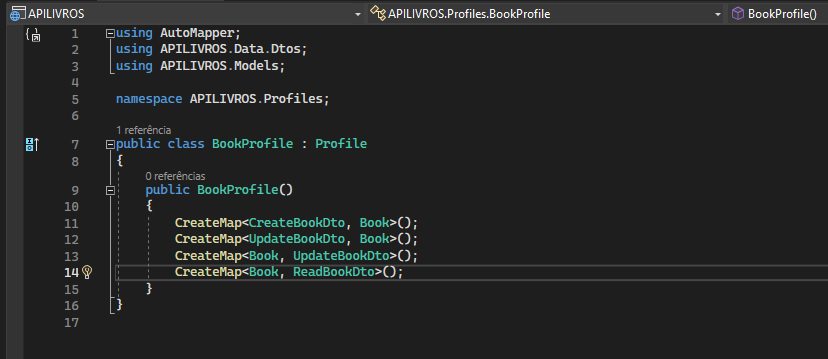 APILIVROS APILIVROS.Profiles.BookProfile BookProfile()
1 using AutoMapper;
2 using APILIVROS.Data.Dtos;
3 using APILIVROS.Models;
4
5 namespace APILIVROS.Profiles;
6
1 referência
7 public class BookProfile : Profile
8 {
0 referências
9 public BookProfile()
10 {
11 CreateMap<CreateBookDto, Book>();
12 CreateMap<UpdateBookDto, Book>();
13 CreateMap<Book, UpdateBookDto>();
14 CreateMap<Book, ReadBookDto>();
15 }
16 }
17